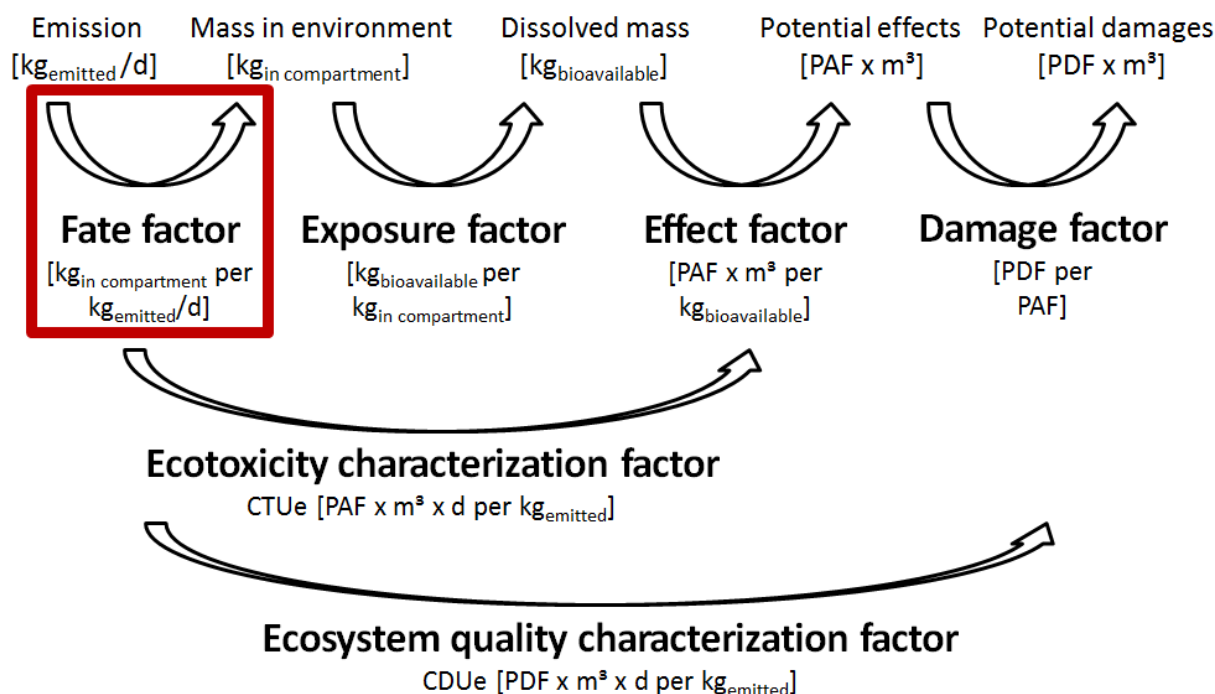 Emission Mass in environment Dissolved mass Potential effects Potential damages
[kgemitted /d] [kgin compartment] [kgbioavailable] [PAF x m³] [PDF x m³]
Fate factor Exposure factor Effect factor Damage factor
[kgin compartment per [kgbioavailable per [PAF x m³ per [PDF per
kgemitted/d] kgin compartment] kgbioavailable] PAF]
Ecotoxicity characterization factor
CTUe [PAF x m³ x d per kgemitted]
Ecosystem quality characterization factor
CDUe [PDF x m³ x d per kgemitted]